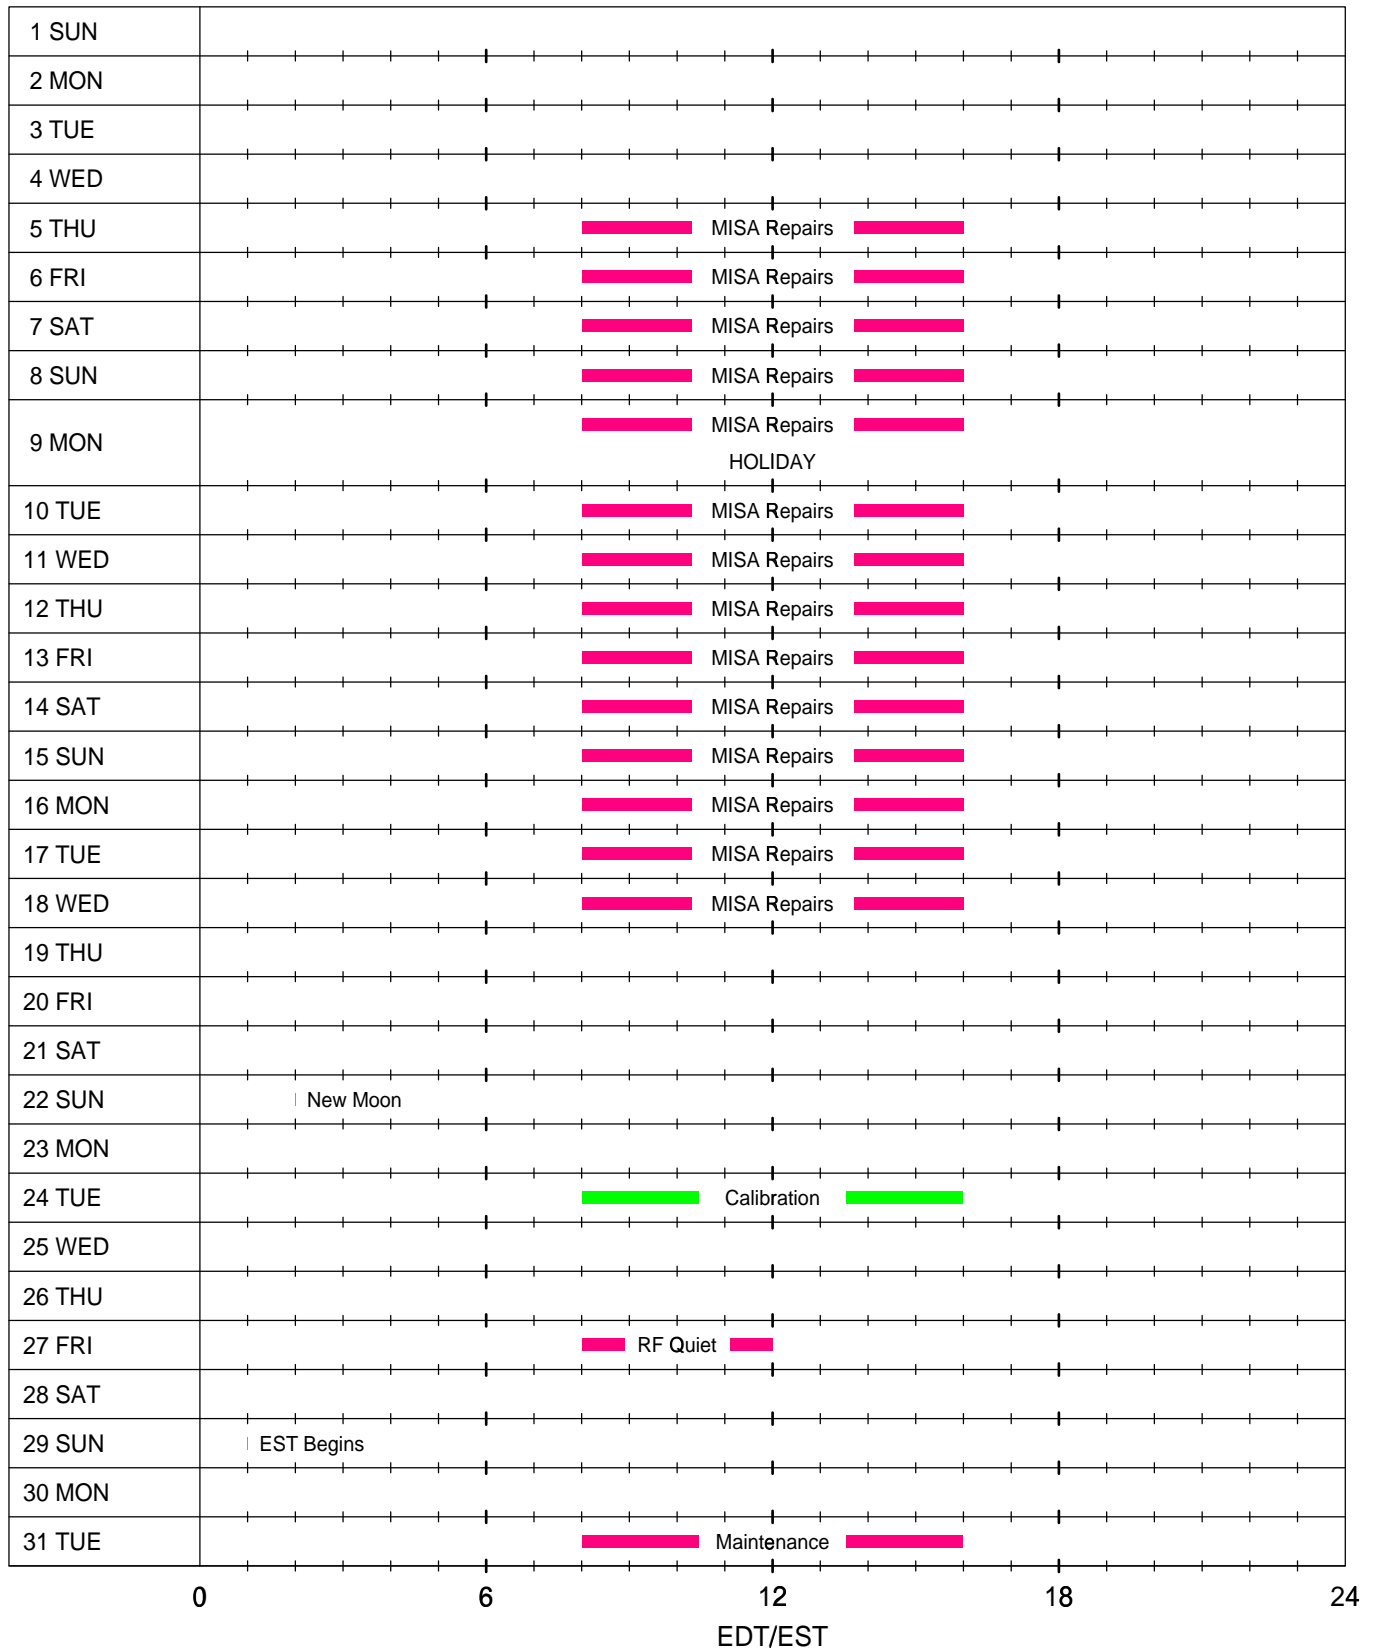 1 SUN
2 MON
3 TUE
4 WED
5 THU MISA Repairs
6 FRI MISA Repairs
7 SAT MISA Repairs
8 SUN MISA Repairs
9 MON MISA Repairs
HOLIDAY
10 TUE MISA Repairs
11 WED MISA Repairs
12 THU MISA Repairs
13 FRI MISA Repairs
14 SAT MISA Repairs
15 SUN MISA Repairs
16 MON MISA Repairs
17 TUE MISA Repairs
18 WED MISA Repairs
19 THU
20 FRI
21 SAT
22 SUN New Moon
23 MON
24 TUE Calibration
25 WED
26 THU
27 FRI RF Quiet
28 SAT
29 SUN EST Begins
30 MON
31 TUE Maintenance
0 6 12 18 24
EDT/EST